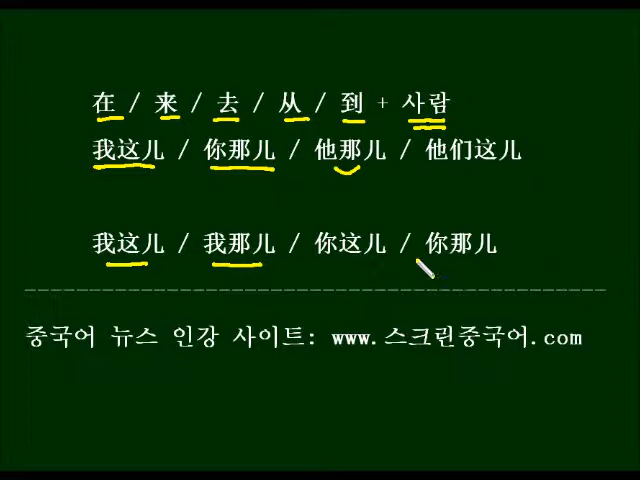 在 / 来 / 去 / 从 / 到 + 사람
我这儿 / 你那儿 / 他那儿 / 他们这儿
我这儿 / 我那儿 / 你这儿 / 你那儿
중국어 뉴스 인강 사이트: www.스크린중국어.com